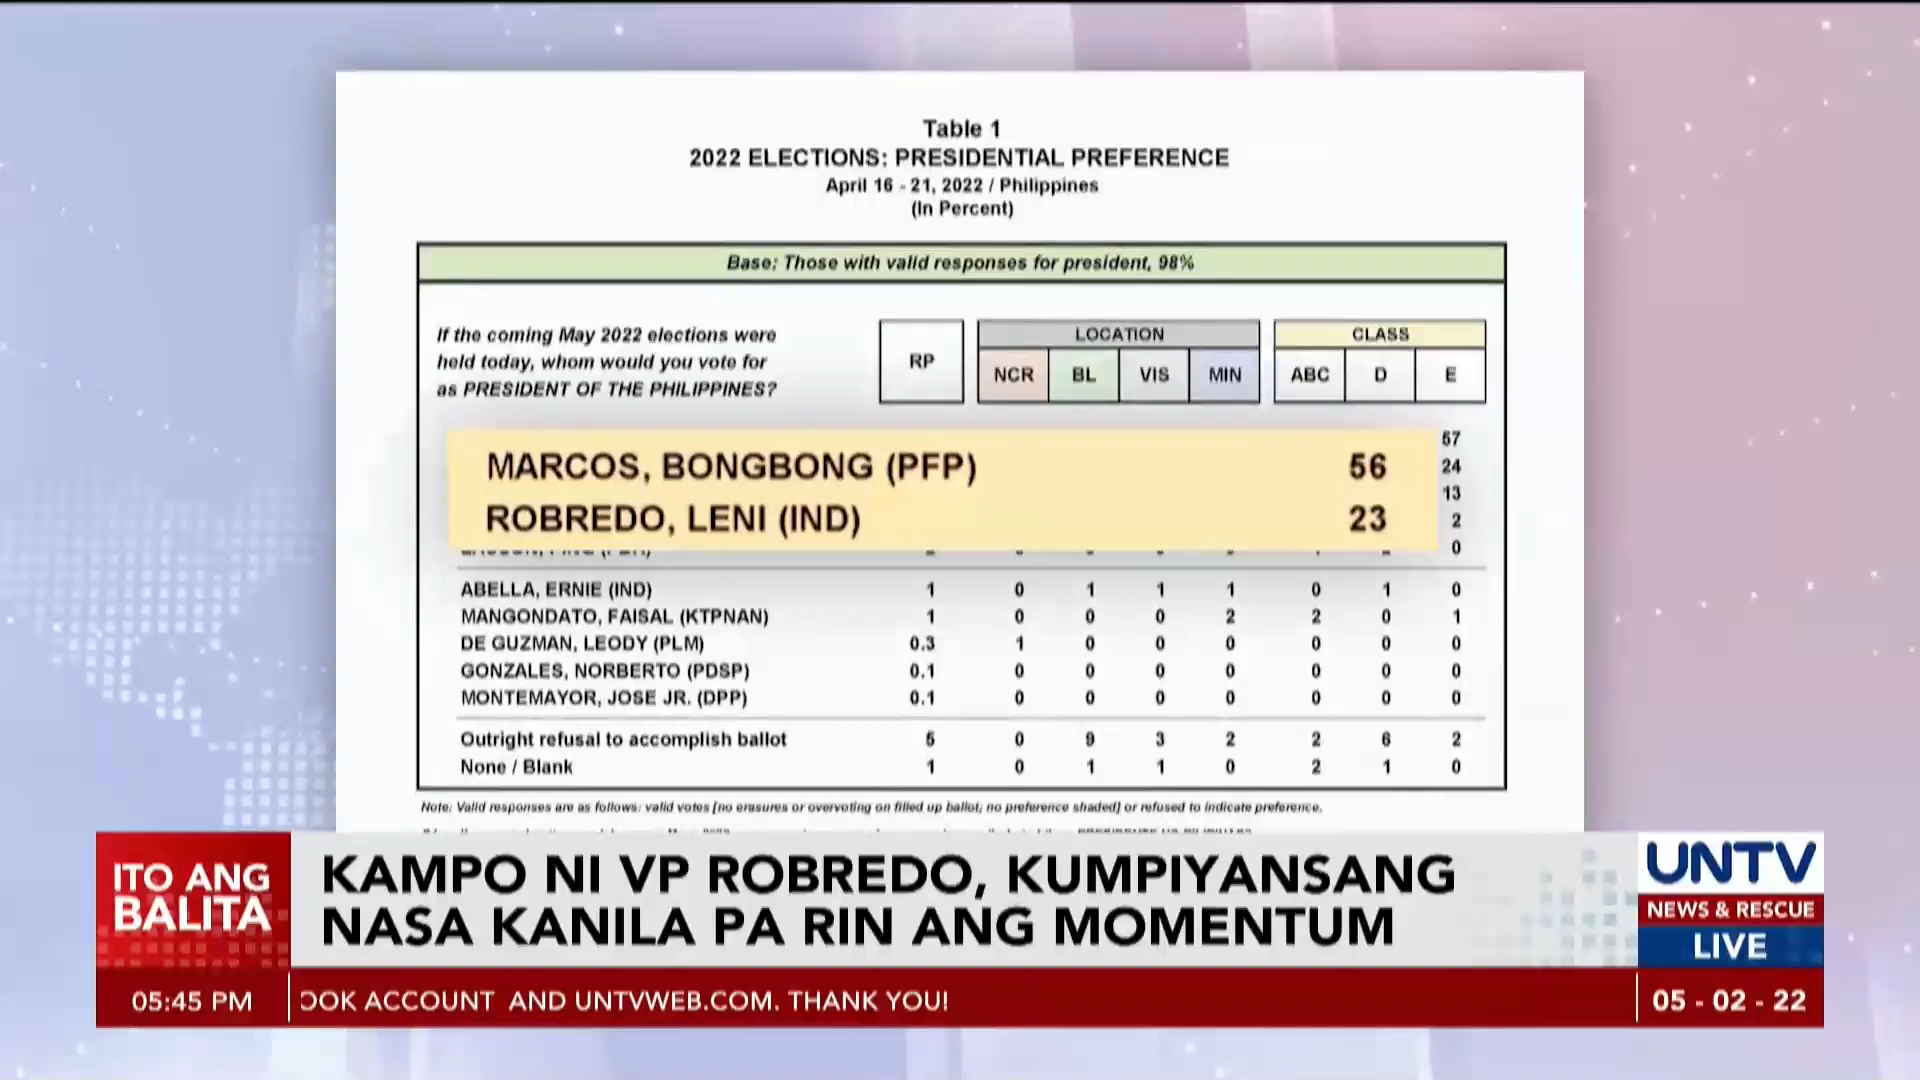 Table 1
2022 ELECTIONS: PRESIDENTIAL PREFERENCE
April 16 - 21, 2022 / Philippines
(In Percent)
Base: Those with valid responses for president, 98%
If the coming May 2022 elections were
held today, whom would you vote for
as PRESIDENT OF THE PHILIPPINES?
RP
LOCATION
NCR BL VIS MIN
CLASS
ABC D E
MARCOS, BONGBONG (PFP) 56
ROBREDO, LENI (IND) 23
57
24
13
2
0
ABELLA, ERNIE (IND) 1 0 1 1 1 0 1 0
MANGONDATO, FAISAL (KTPNAN) 1 0 0 0 2 2 0 1
DE GUZMAN, LEODY (PLM) 0.3 1 0 0 0 0 0 0
GONZALES, NORBERTO (PDSP) 0.1 0 0 0 0 0 0 0
MONTEMAYOR, JOSE JR. (DPP) 0.1 0 0 0 0 0 0 0
Outright refusal to accomplish ballot 5 0 9 3 2 2 6 2
None / Blank 1 0 1 1 0 2 1 0
Note: Valid responses are as follows: valid votes [no erasures or overvoting on filled up ballot; no preference shaded] or refused to indicate preference.
ITO ANG
BALITA
KAMPO NI VP ROBREDO, KUMPIYANSANG
NASA KANILA PA RIN ANG MOMENTUM
UNTV
NEWS & RESCUE
LIVE
05:45 PM
OOK ACCOUNT AND UNTVWEB.COM. THANK YOU!
05 - 02 - 22